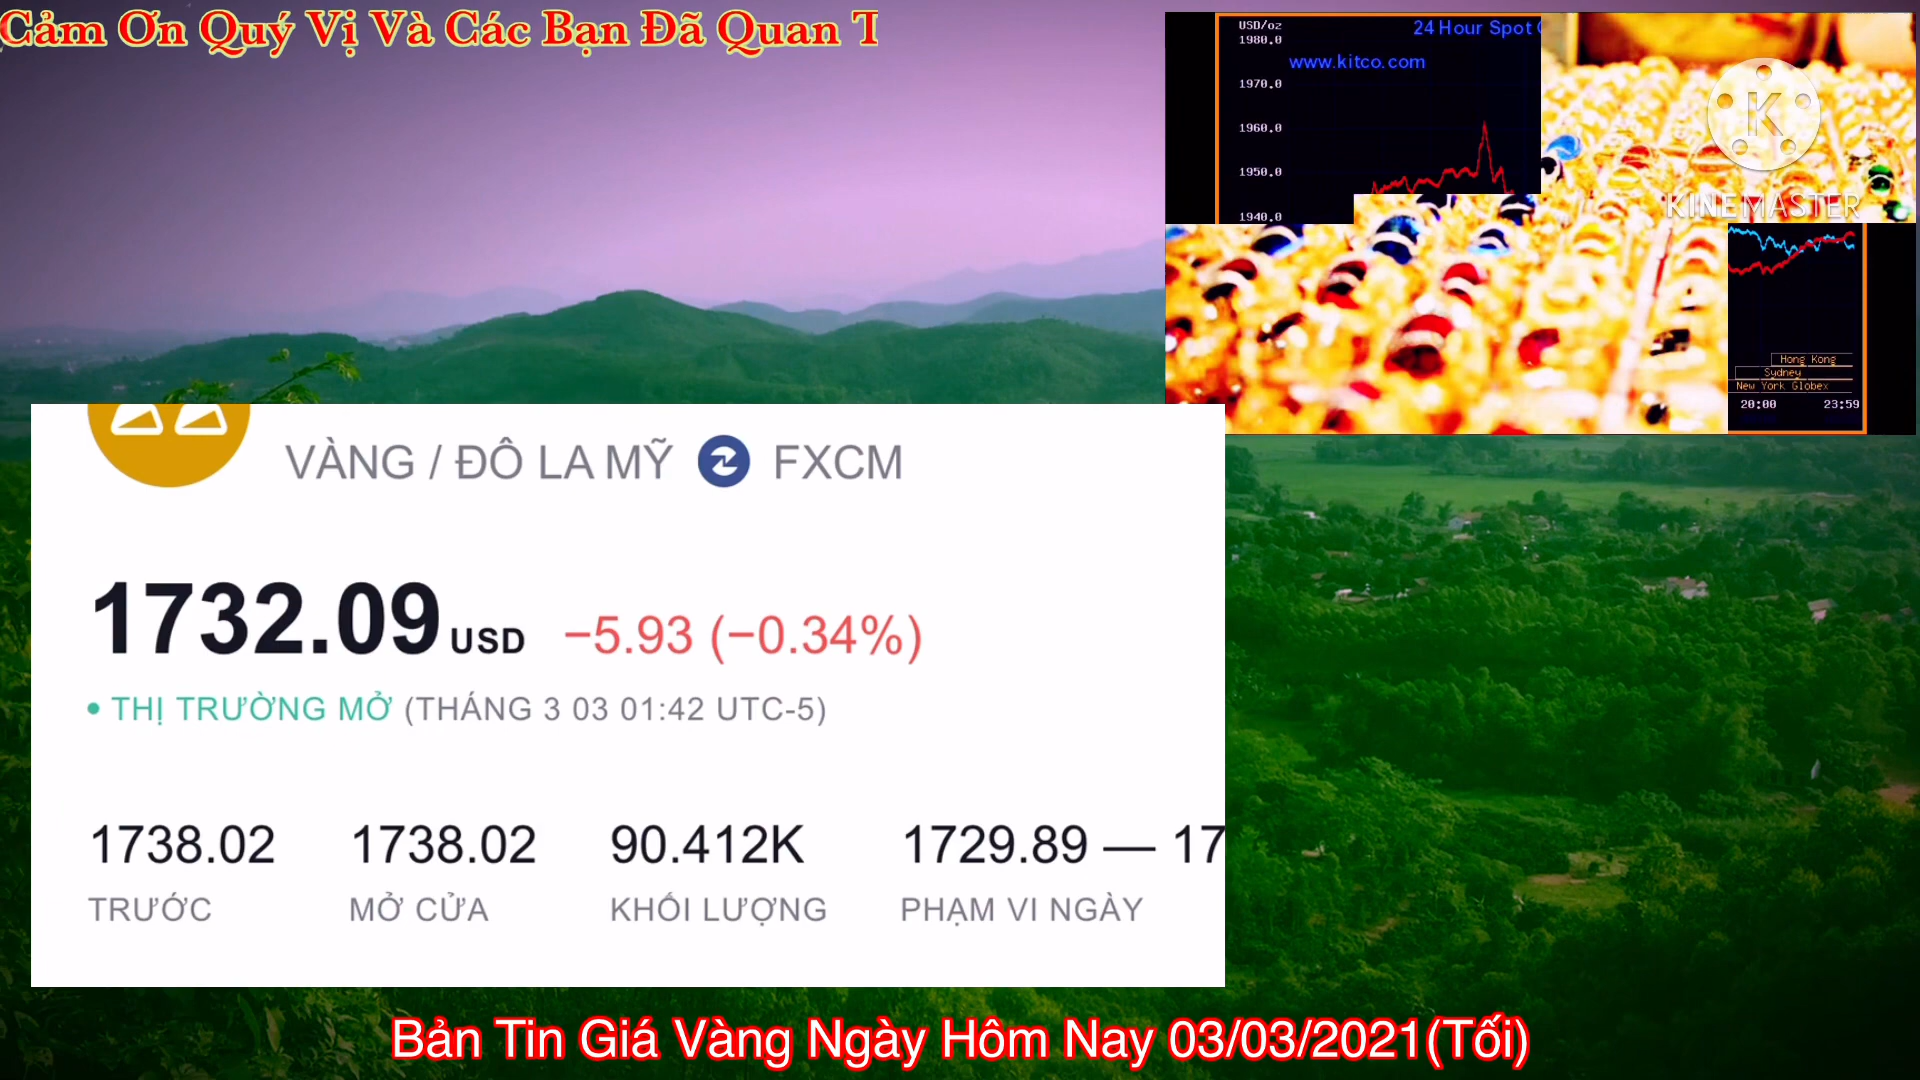 Cảm Ơn Quý Vị Và Các Bạn Đã Quan T
USD/oz
24 Hour Spot
1980.0
www.kitco.com
1970.0
1960.0
1950.0
1940.0
KINEMASTER
Hong Kong
Sydney
New York Globex
20:00 23:59
VÀNG / ĐÔ LA MỸ FXCM
1732.09 USD −5.93 (−0.34%)
• THỊ TRƯỜNG MỞ (THÁNG 3 03 01:42 UTC-5)
1738.02 1738.02 90.412K 1729.89 — 17
TRƯỚC MỞ CỬA KHỐI LƯỢNG PHẠM VI NGÀY
Bản Tin Giá Vàng Ngày Hôm Nay 03/03/2021(Tối)